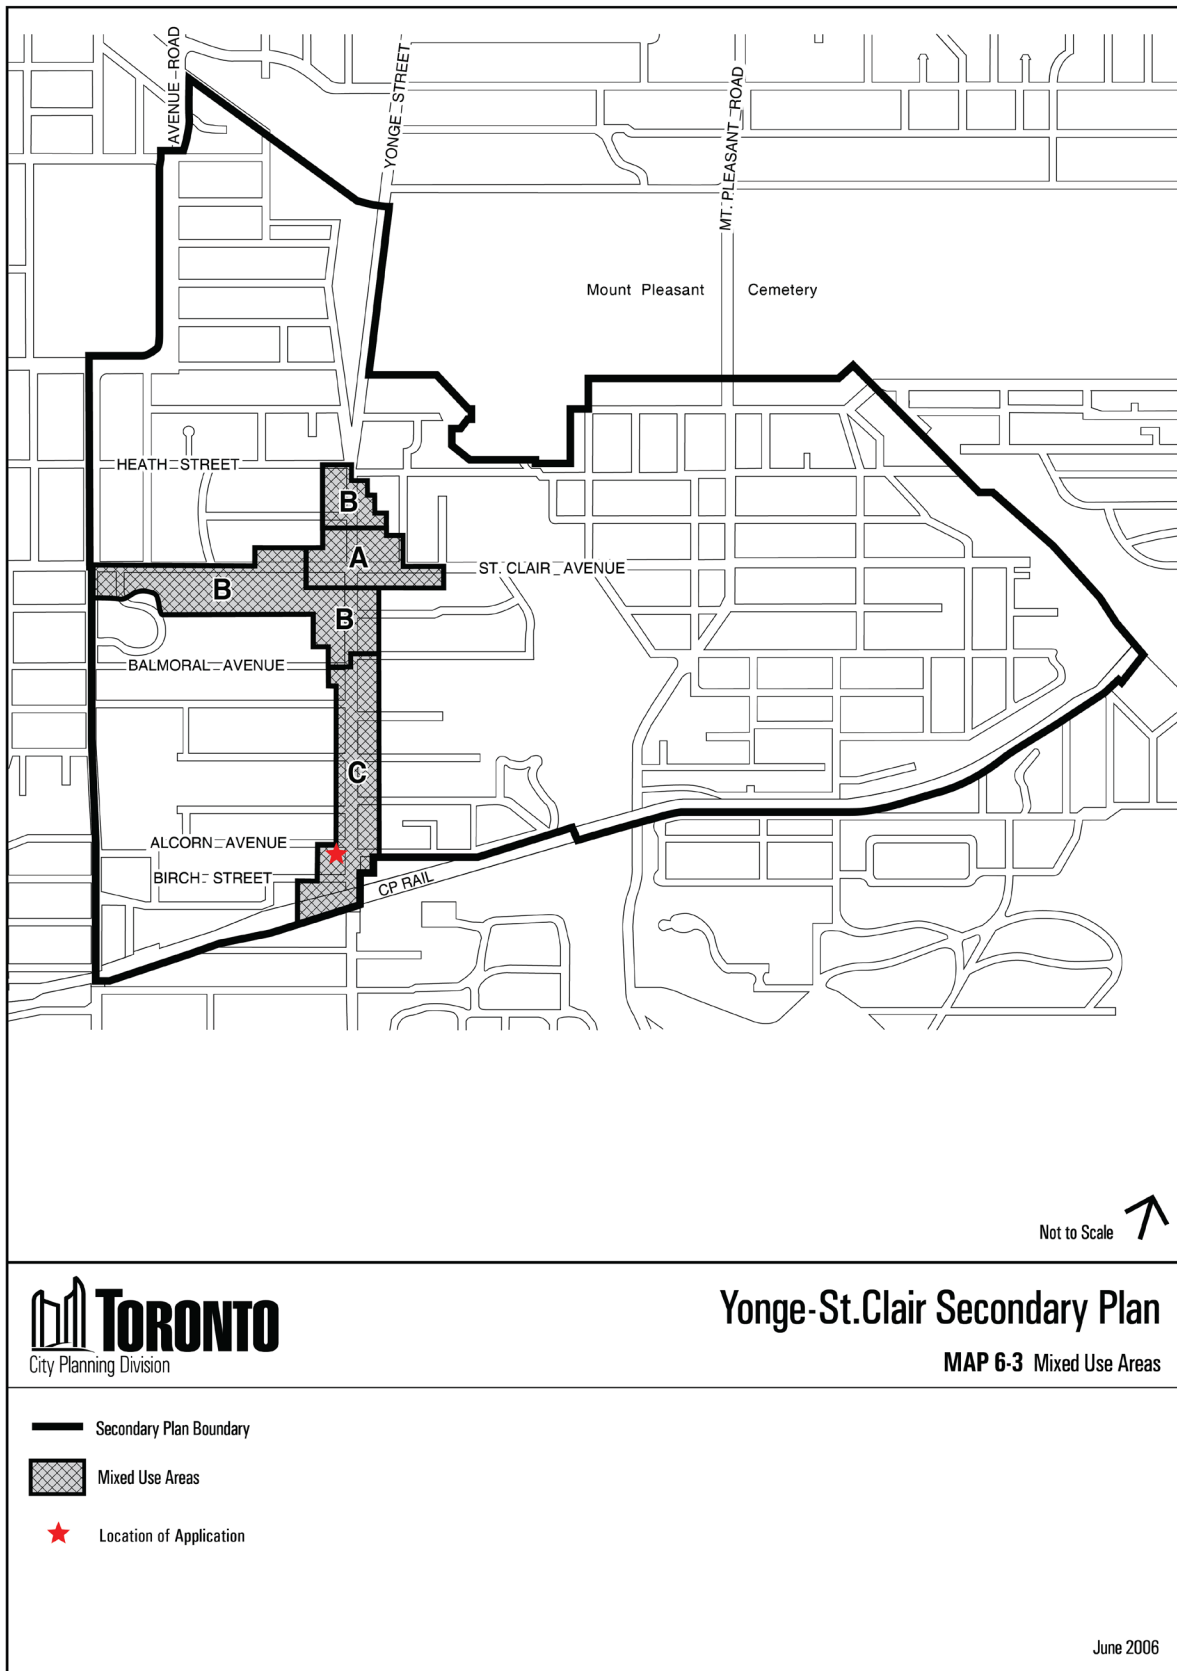 AVENUE ROAD
YONGE STREET
MT. PLEASANT ROAD
Mount Pleasant Cemetery
HEATH STREET
B
A
ST. CLAIR AVENUE
B
B
BALMORAL AVENUE
C
ALCORN AVENUE
BIRCH STREET
CP RAIL
Not to Scale
TORONTO
City Planning Division
Yonge-St.Clair Secondary Plan
MAP 6-3 Mixed Use Areas
Secondary Plan Boundary
Mixed Use Areas
Location of Application
June 2006